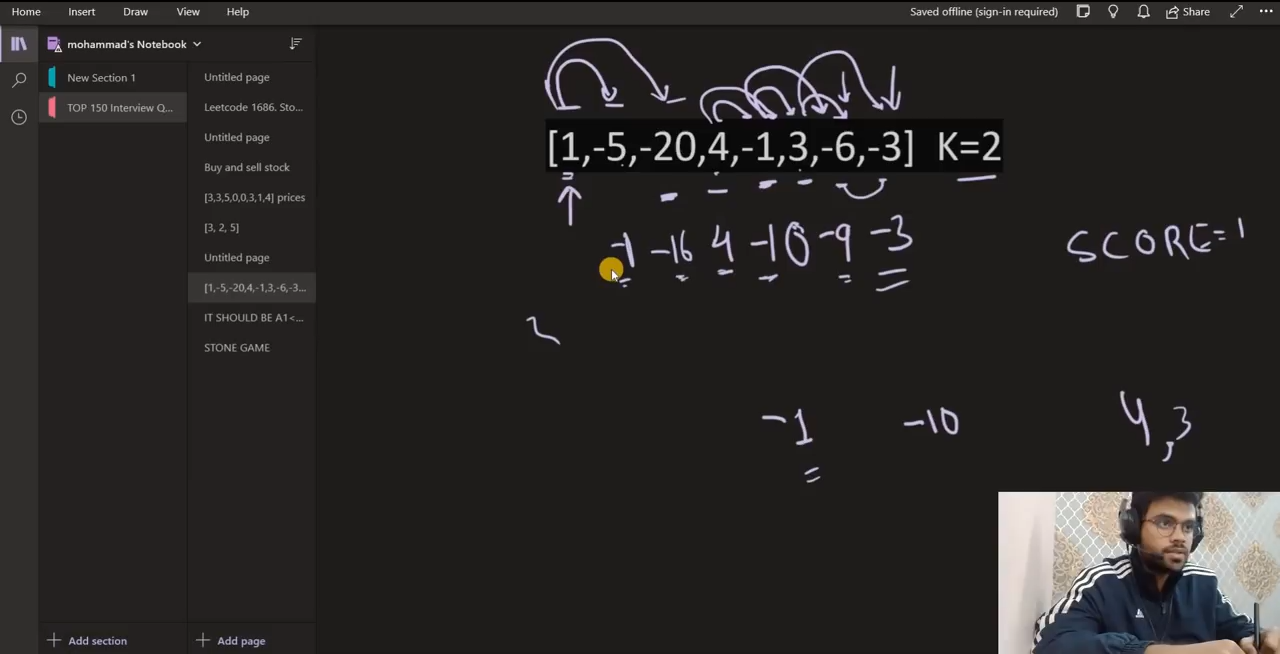 Home Insert Draw View Help Saved offline (sign-in required) Share
mohammad's Notebook
New Section 1
TOP 150 Interview Q...
Untitled page
Leetcode 1686. Sto...
Untitled page
Buy and sell stock
[3,3,5,0,0,3,1,4] prices
[3, 2, 5]
Untitled page
[1,-5,-20,4,-1,3,-6,-3...
IT SHOULD BE A1<...
STONE GAME
Add section
Add page
[1,-5,-20,4,-1,3,-6,-3] K=2
-1 -16 4 -1 0 -9 -3
SCORE=1
-1 -10 4,3